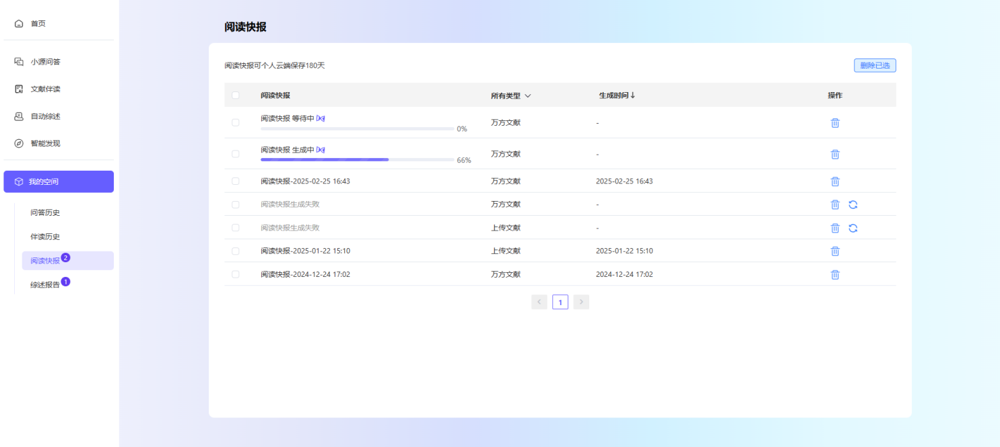 首页
小源问答
文献伴读
自动综述
智能发现
我的空间
问答历史
伴读历史
阅读快报 2
综述报告 1
阅读快报
阅读快报可个人云端保存180天
删除已选
阅读快报 所有类型 生成时间↓ 操作
阅读快报 等待中
0%
万方文献 -
阅读快报 生成中
66%
万方文献 -
阅读快报-2025-02-25 16:43 万方文献 2025-02-25 16:43
阅读快报生成失败 万方文献 -
阅读快报生成失败 上传文献 -
阅读快报-2025-01-22 15:10 上传文献 2025-01-22 15:10
阅读快报-2024-12-24 17:02 万方文献 2024-12-24 17:02
< 1 >